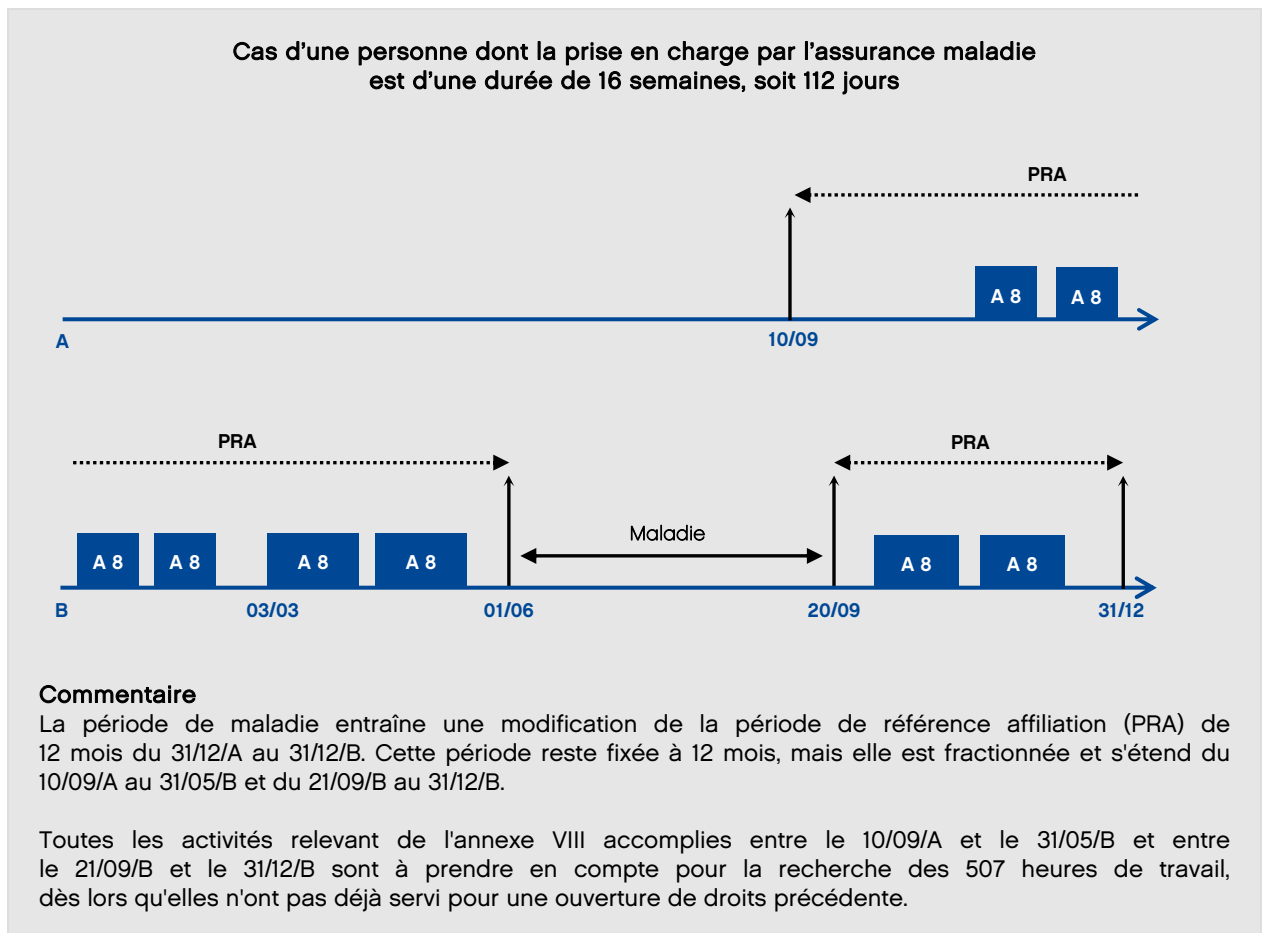 Cas d’une personne dont la prise en charge par l’assurance maladie
est d’une durée de 16 semaines, soit 112 jours
PRA
A 8 A 8
A 10/09
PRA PRA
Maladie
A 8 A 8 A 8 A 8 A 8 A 8
B 03/03 01/06 20/09 31/12
Commentaire
La période de maladie entraîne une modification de la période de référence affiliation (PRA) de
12 mois du 31/12/A au 31/12/B. Cette période reste fixée à 12 mois, mais elle est fractionnée et s'étend du
10/09/A au 31/05/B et du 21/09/B au 31/12/B.
Toutes les activités relevant de l'annexe VIII accomplies entre le 10/09/A et le 31/05/B et entre
le 21/09/B et le 31/12/B sont à prendre en compte pour la recherche des 507 heures de travail,
dès lors qu'elles n'ont pas déjà servi pour une ouverture de droits précédente.